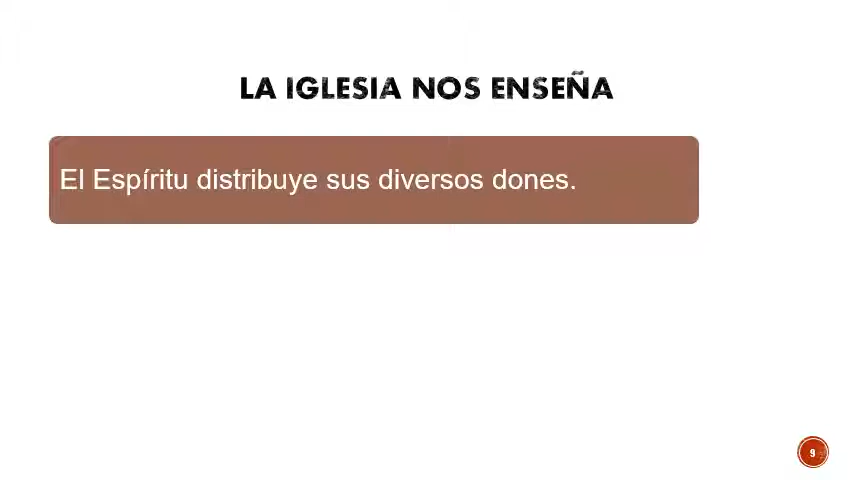 LA IGLESIA NOS ENSEÑA
El Espíritu distribuye sus diversos dones.
9